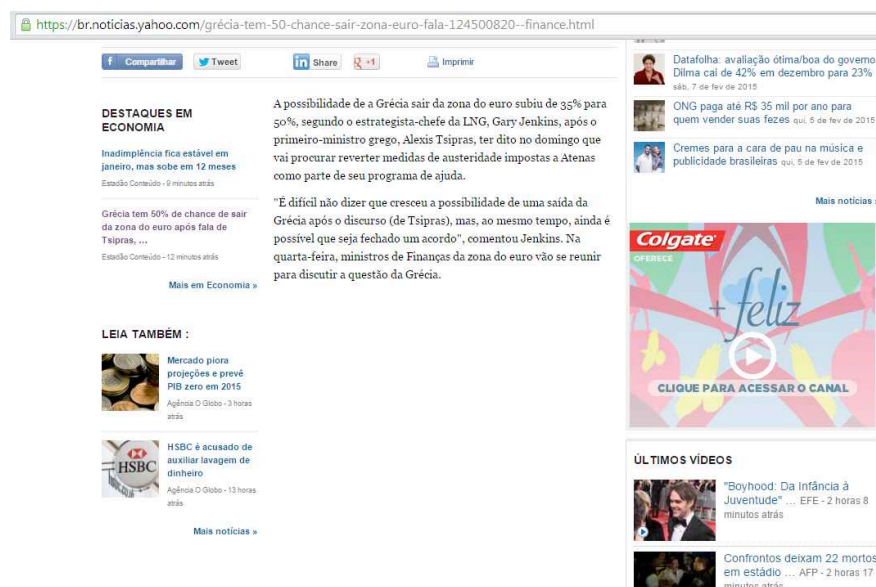 https://br.noticias.yahoo.com/grécia-tem-50-chance-sair-zona-euro-fala-124500820--finance.html
f Compartilhar
Tweet
in Share
+1
Imprimir
DESTAQUES EM
ECONOMIA
Inadimplência fica estável em
janeiro, mas sobe em 12 meses
Estadão Conteúdo - 9 minutos atrás
Grécia tem 50% de chance de sair
da zona do euro após fala de
Tsipras, ...
Estadão Conteúdo - 12 minutos atrás
Mais em Economia »
LEIA TAMBÉM :
Mercado piora
projeções e prevê
PIB zero em 2015
Agência O Globo - 3 horas
atrás
HSBC
HSBC é acusado de
auxiliar lavagem de
dinheiro
Agência O Globo - 13 horas
atrás
Mais notícias »
A possibilidade de a Grécia sair da zona do euro subiu de 35% para
50%, segundo o estrategista-chefe da LNG, Gary Jenkins, após o
primeiro-ministro grego, Alexis Tsipras, ter dito no domingo que
vai procurar reverter medidas de austeridade impostas a Atenas
como parte de seu programa de ajuda.
"É difícil não dizer que cresceu a possibilidade de uma saída da
Grécia após o discurso (de Tsipras), mas, ao mesmo tempo, ainda é
possível que seja fechado um acordo", comentou Jenkins. Na
quarta-feira, ministros de Finanças da zona do euro vão se reunir
para discutir a questão da Grécia.
Datafolha: avaliação ótima/boa do governo
Dilma cai de 42% em dezembro para 23%
sáb, 7 de fev de 2015
ONG paga até R$ 35 mil por ano para
quem vender suas fezes qui, 5 de fev de 2015
Cremes para a cara de pau na música e
publicidade brasileiras qui, 5 de fev de 2015
Mais notícias »
Colgate
OFERECE
+ feliz
CLIQUE PARA ACESSAR O CANAL
ÚLTIMOS VÍDEOS
"Boyhood: Da Infância à
Juventude" ... EFE - 2 horas 8
minutos atrás
Confrontos deixam 22 mortos
em estádio ... AFP - 2 horas 17
minutos atrás